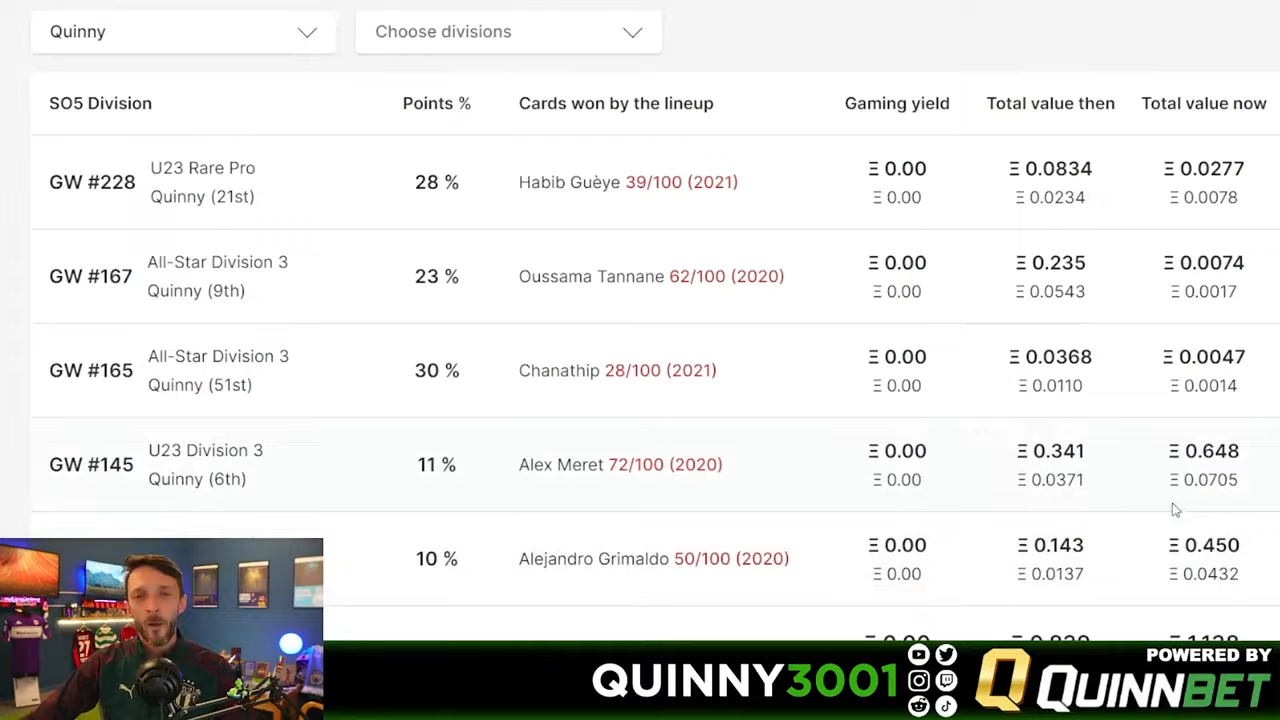 Quinny
Choose divisions
SO5 Division Points % Cards won by the lineup Gaming yield Total value then Total value now
GW #228 U23 Rare Pro Quinny (21st) 28 % Habib Guèye 39/100 (2021) Ξ 0.00 Ξ 0.0834 Ξ 0.0277
Ξ 0.00 Ξ 0.0234 Ξ 0.0078
GW #167 All-Star Division 3 Quinny (9th) 23 % Oussama Tannane 62/100 (2020) Ξ 0.00 Ξ 0.235 Ξ 0.0074
Ξ 0.00 Ξ 0.0543 Ξ 0.0017
GW #165 All-Star Division 3 Quinny (51st) 30 % Chanathip 28/100 (2021) Ξ 0.00 Ξ 0.0368 Ξ 0.0047
Ξ 0.00 Ξ 0.0110 Ξ 0.0014
GW #145 U23 Division 3 Quinny (6th) 11 % Alex Meret 72/100 (2020) Ξ 0.00 Ξ 0.341 Ξ 0.648
Ξ 0.00 Ξ 0.0371 Ξ 0.0705
10 % Alejandro Grimaldo 50/100 (2020) Ξ 0.00 Ξ 0.143 Ξ 0.450
Ξ 0.00 Ξ 0.0137 Ξ 0.0432
QUINNY3001
POWERED BY
QUINNBET